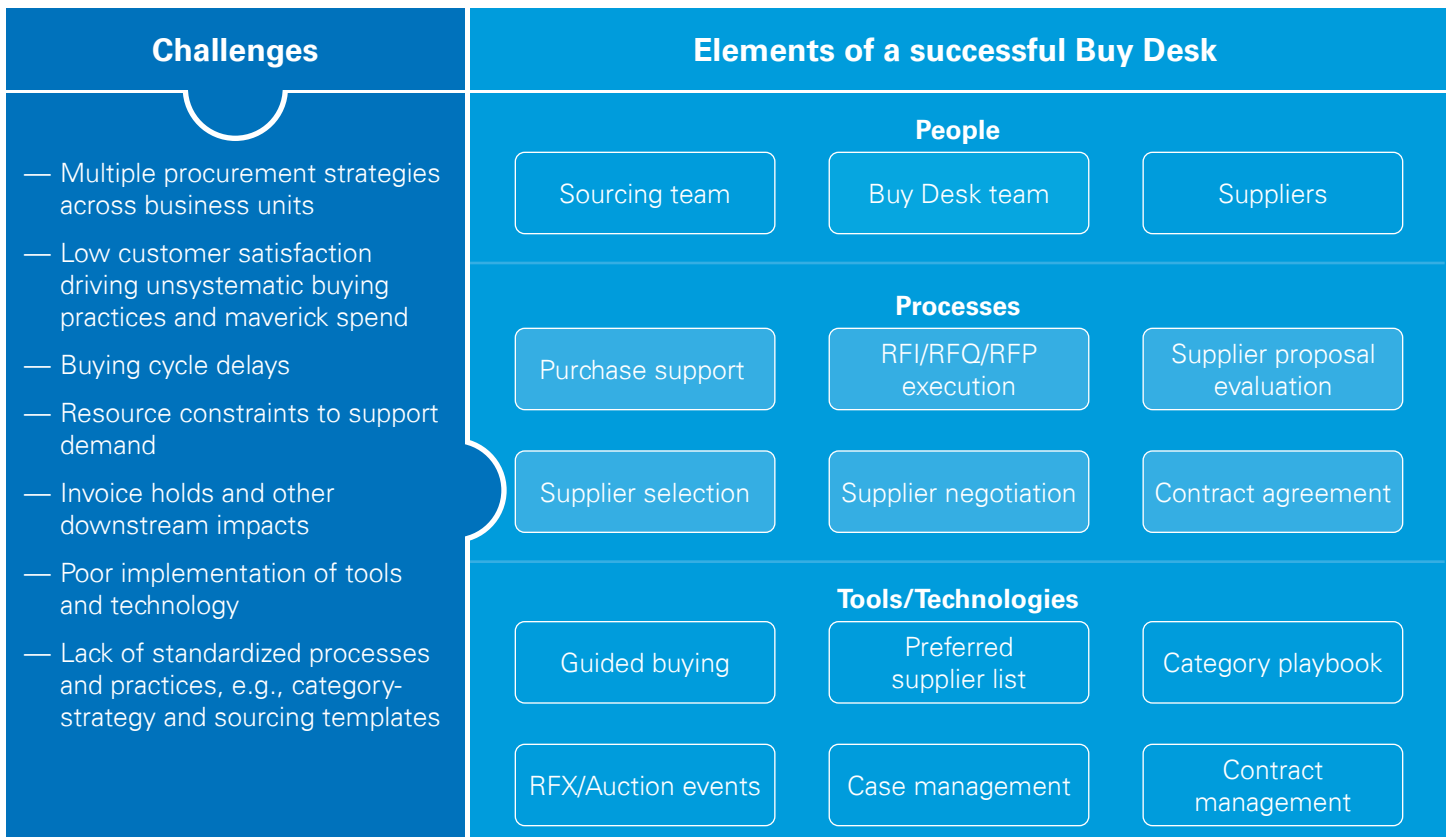 Challenges
— Multiple procurement strategies
across business units
— Low customer satisfaction
driving unsystematic buying
practices and maverick spend
— Buying cycle delays
— Resource constraints to support
demand
— Invoice holds and other
downstream impacts
— Poor implementation of tools
and technology
— Lack of standardized processes
and practices, e.g., category-
strategy and sourcing templates
Elements of a successful Buy Desk
People
Sourcing team
Buy Desk team
Suppliers
Processes
Purchase support
RFI/RFQ/RFP
execution
Supplier proposal
evaluation
Supplier selection
Supplier negotiation
Contract agreement
Tools/Technologies
Guided buying
Preferred
supplier list
Category playbook
RFX/Auction events
Case management
Contract
management